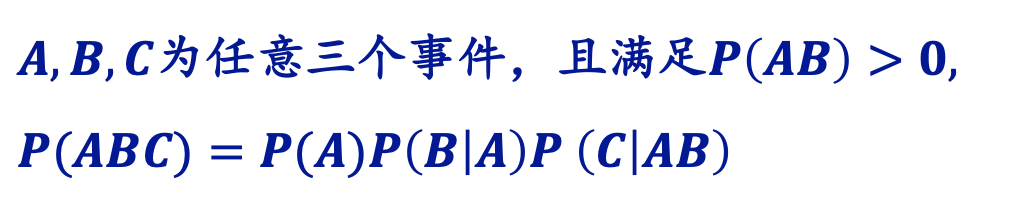 A, B, C为任意三个事件，且满足P(AB) > 0,
P(ABC) = P(A)P(B|A)P (C|AB)